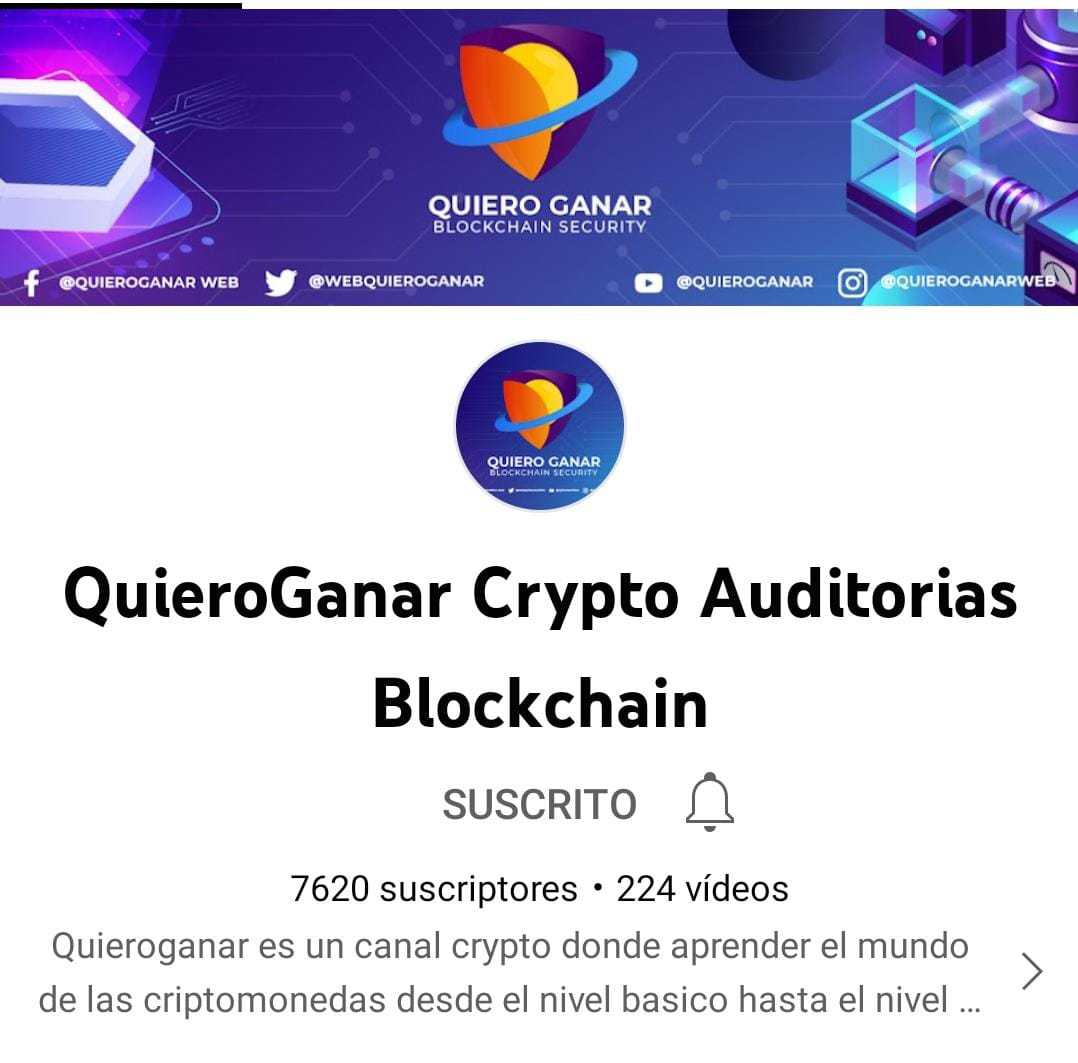 QUIERO GANAR
BLOCKCHAIN SECURITY
@QUIEROGANAR WEB @WEBQUIEROGANAR @QUIEROGANAR @QUIEROGANARWEB
QUIERO GANAR
BLOCKCHAIN SECURITY
QuieroGanar Crypto Auditorias
Blockchain
SUSCRITO
7620 suscriptores • 224 vídeos
Quieroganar es un canal crypto donde aprender el mundo
de las criptomonedas desde el nivel basico hasta el nivel ...